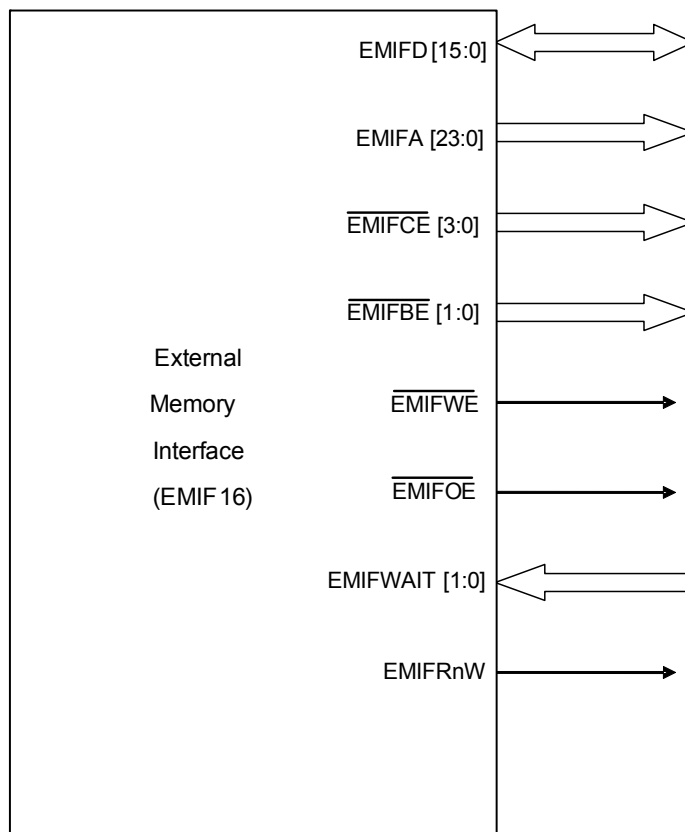 EMIFD [15:0]
EMIFA [23:0]
EMIFCE [3:0]
EMIFBE [1:0]
External
Memory
Interface
(EMIF16)
EMIFWE
EMIFOE
EMIFWAIT [1:0]
EMIFRnW